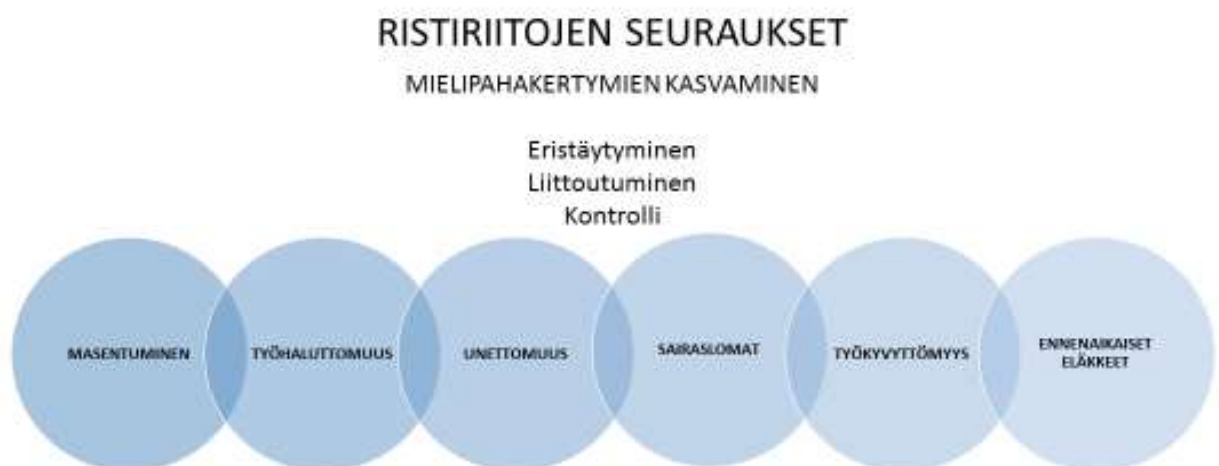 RISTIRIITOJEN SEURAUKSET
MIELIPAHAKERTYMIEN KASVAMINEN
Eristäytyminen
Liittoutuminen
Kontrolli
MASENTUMINEN
TYÖHALUTTOMUUS
UNETTOMUUS
SAIRASLOMAT
TYÖKYVYTTÖMYYS
ENNENAIKAISET
ELÄKKEET